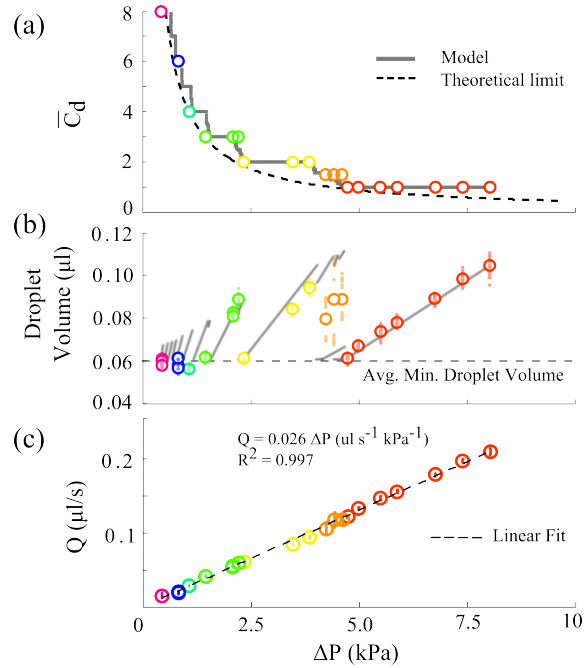 (a)
8
6
4
2
0
C̅d
Model
Theoretical limit
(b)
0.12
0.10
0.08
0.06
0.04
Droplet
Volume (µl)
Avg. Min. Droplet Volume
(c)
0.2
0.1
Q (µl/s)
Q = 0.026 ΔP (ul s⁻¹ kPa⁻¹)
R² = 0.997
Linear Fit
0 2.5 5.0 7.5 10
ΔP (kPa)